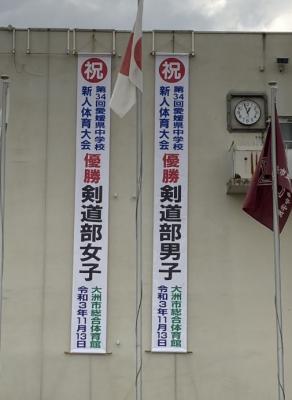 祝
第34回愛媛県中学校
新人体育大会
優勝
剣道部男子
大洲市総合体育館
令和3年11月13日
祝
第34回愛媛県中学校
新人体育大会
優勝
剣道部女子
大洲市総合体育館
令和3年11月13日